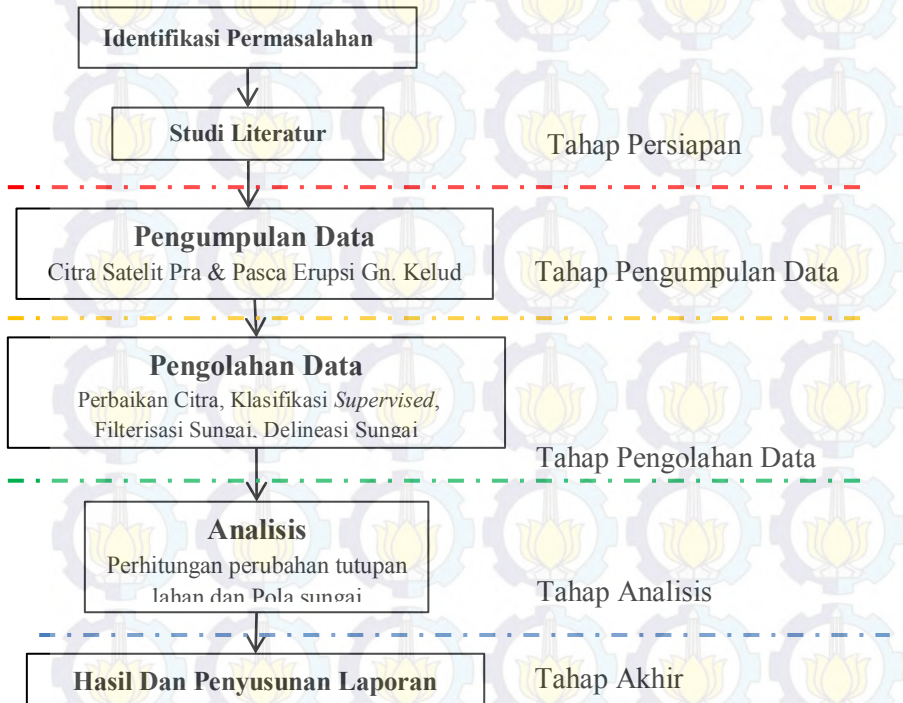 Identifikasi Permasalahan
Studi Literatur
Tahap Persiapan
Pengumpulan Data
Citra Satelit Pra & Pasca Erupsi Gn. Kelud
Tahap Pengumpulan Data
Pengolahan Data
Perbaikan Citra, Klasifikasi Supervised,
Filterisasi Sungai, Delineasi Sungai
Tahap Pengolahan Data
Analisis
Perhitungan perubahan tutupan
lahan dan Pola sungai
Tahap Analisis
Hasil Dan Penyusunan Laporan
Tahap Akhir